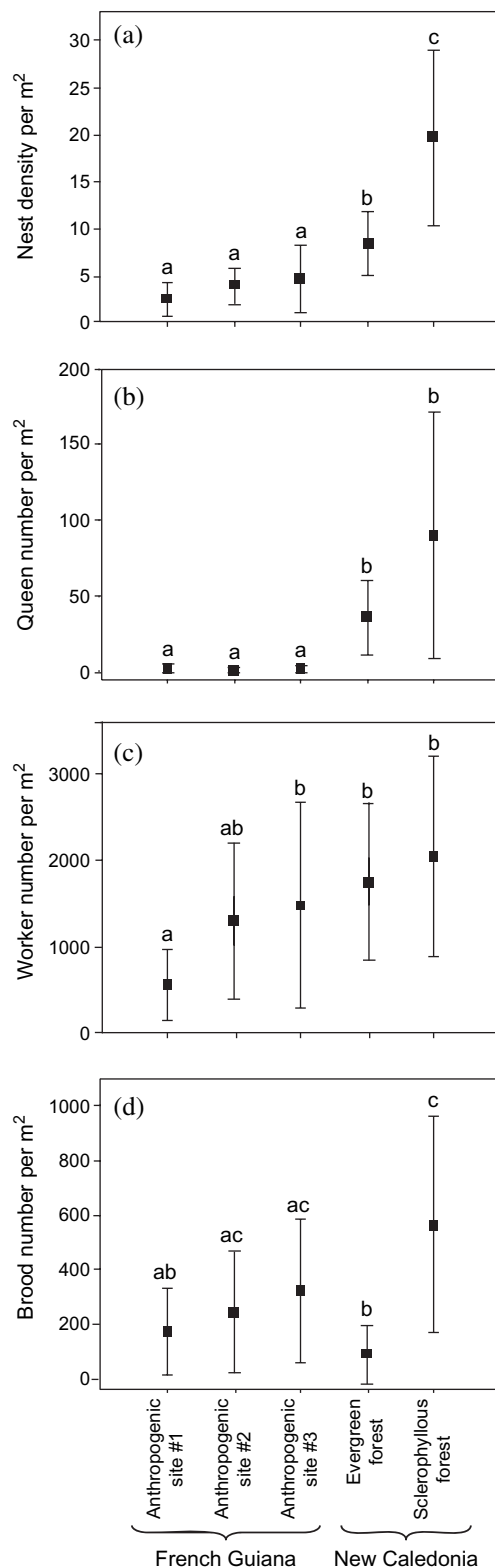 (a)
Nest density per m²
30
25
20
15
10
5
0
a
a
a
b
c
(b)
Queen number per m²
200
150
100
50
0
a
a
a
b
b
(c)
Worker number per m²
3000
2000
1000
0
a
ab
b
b
b
(d)
Brood number per m²
1000
800
600
400
200
0
ab
ac
ac
b
c
Anthropogenic
site #1
Anthropogenic
site #2
Anthropogenic
site #3
Evergreen
forest
Sclerophyllous
forest
French Guiana
New Caledonia